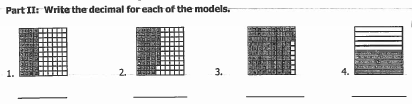 Part II: Write the decimal for each of the models.
1. 2. 3. 4.